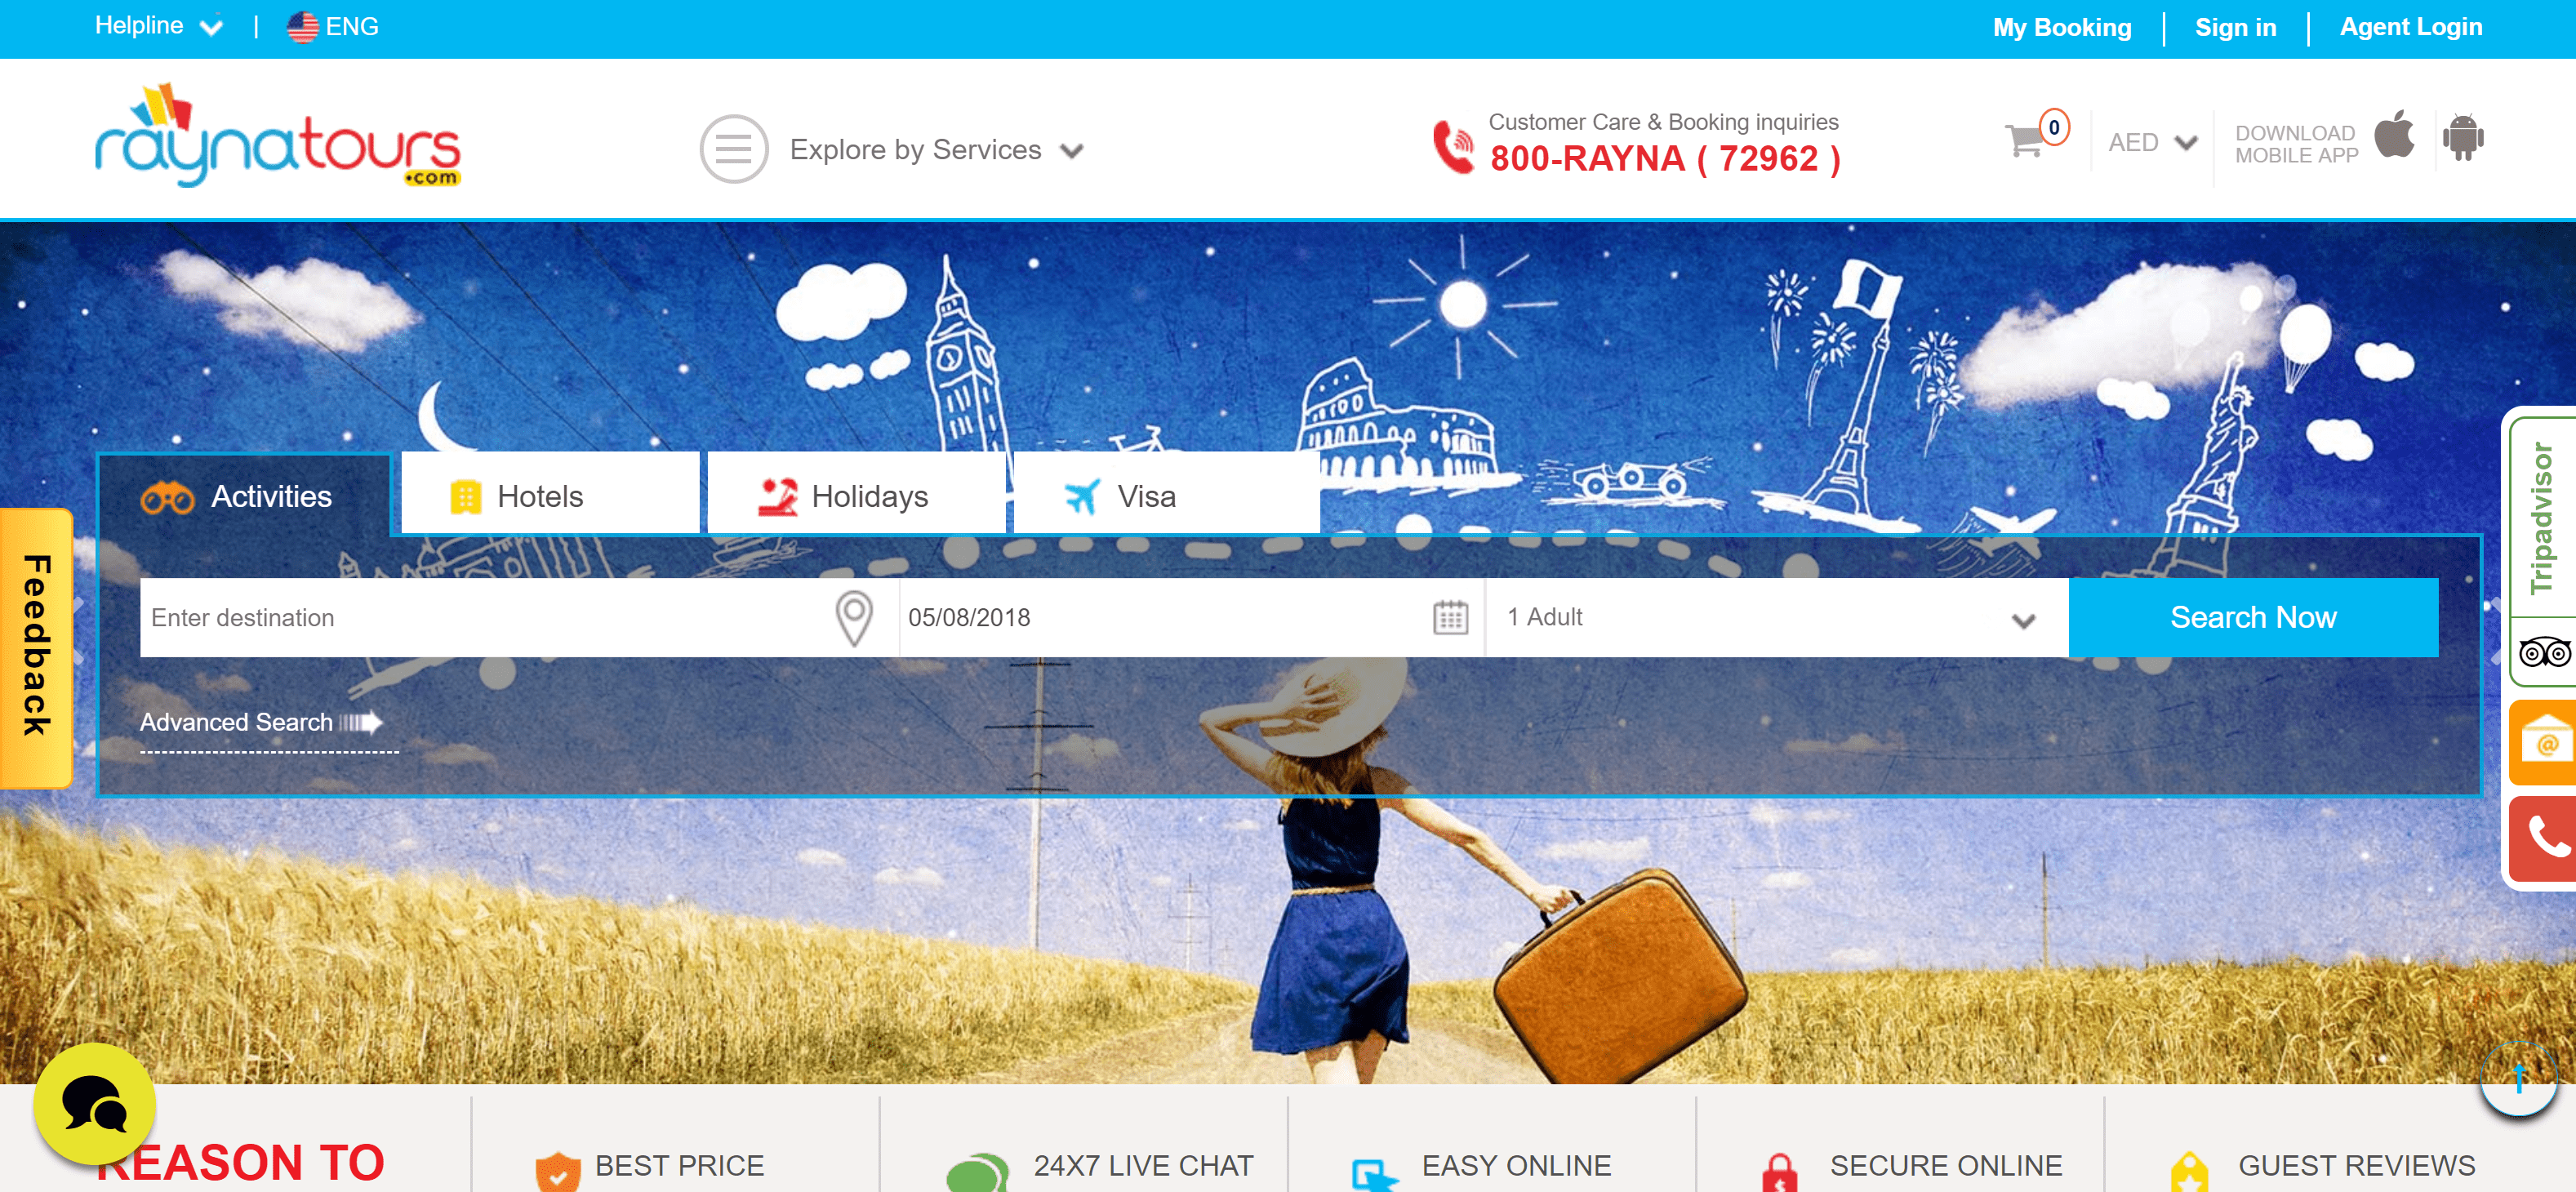 Helpline | ENG
My Booking | Sign in | Agent Login
raynatours
.com
Explore by Services
Customer Care & Booking inquiries
800-RAYNA ( 72962 )
0
AED
DOWNLOAD
MOBILE APP
Activities
Hotels
Holidays
Visa
Enter destination
05/08/2018
1 Adult
Search Now
Advanced Search
Feedback
Tripadvisor
@
REASON TO
BEST PRICE
24X7 LIVE CHAT
EASY ONLINE
SECURE ONLINE
GUEST REVIEWS